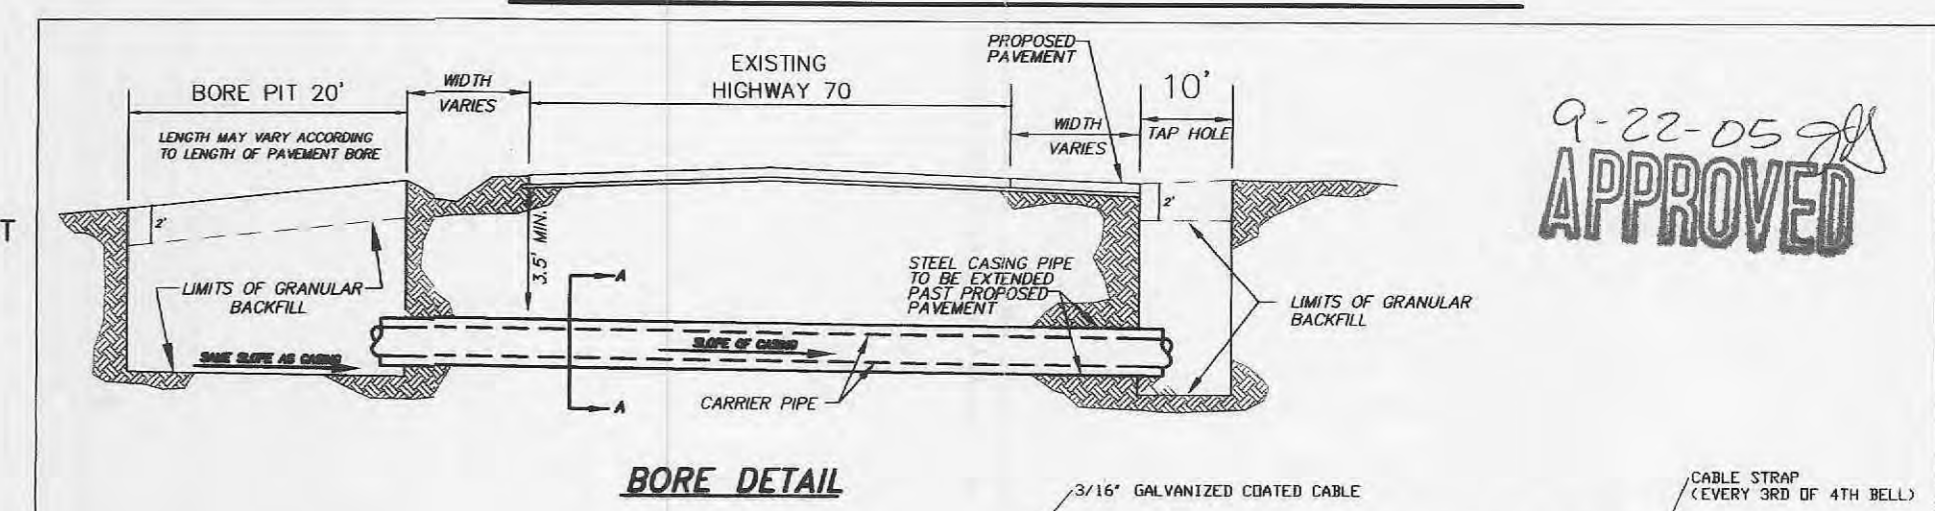 PROPOSED
PAVEMENT
EXISTING
HIGHWAY 70
WIDTH
VARIES
BORE PIT 20'
10'
TAP HOLE
WIDTH
VARIES
LENGTH MAY VARY ACCORDING
TO LENGTH OF PAVEMENT BORE
9-22-05
APPROVED
2'
2'
T
3.5' MIN.
A
STEEL CASING PIPE
TO BE EXTENDED
PAST PROPOSED
PAVEMENT
LIMITS OF GRANULAR
BACKFILL
LIMITS OF GRANULAR
BACKFILL
SAME SLOPE AS CASING
SLOPE OF CASING
CARRIER PIPE
A
BORE DETAIL
3/16" GALVANIZED COATED CABLE
CABLE STRAP
(EVERY 3RD OF 4TH BELL)